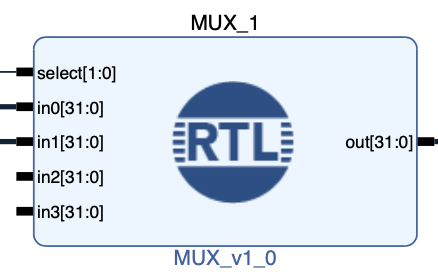 MUX_1
select[1:0]
in0[31:0]
in1[31:0]
in2[31:0]
in3[31:0]
RTL
out[31:0]
MUX_v1_0